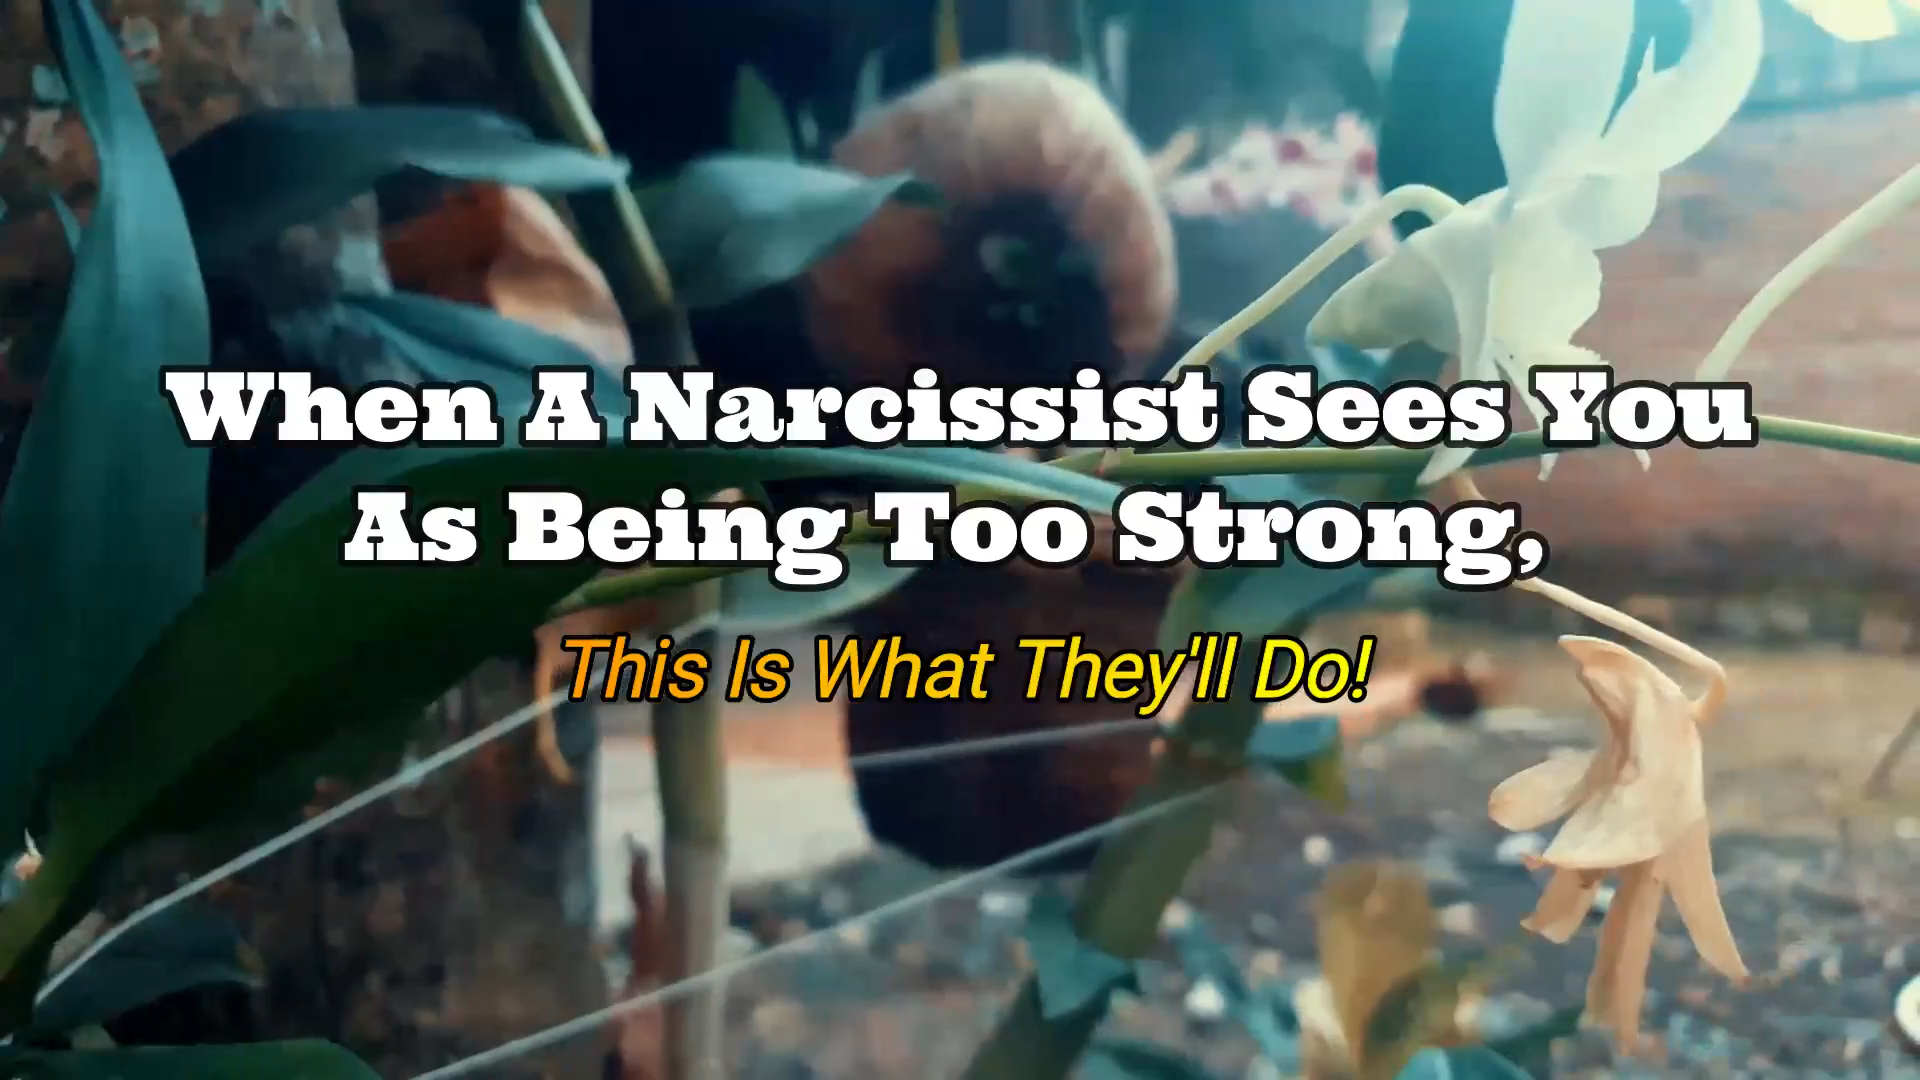 When A Narcissist Sees You
As Being Too Strong,
This Is What They'll Do!